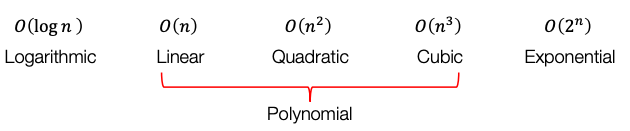 O(log n) O(n) O(n²) O(n³) O(2ⁿ)
Logarithmic Linear Quadratic Cubic Exponential
Polynomial